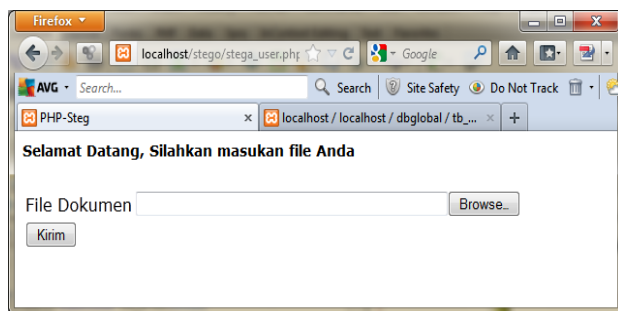 Firefox
localhost/stego/stega_user.php
Google
AVG
Search...
Search
Site Safety
Do Not Track
PHP-Steg
localhost / localhost / dbglobal / tb_...
Selamat Datang, Silahkan masukan file Anda
File Dokumen
Browse...
Kirim